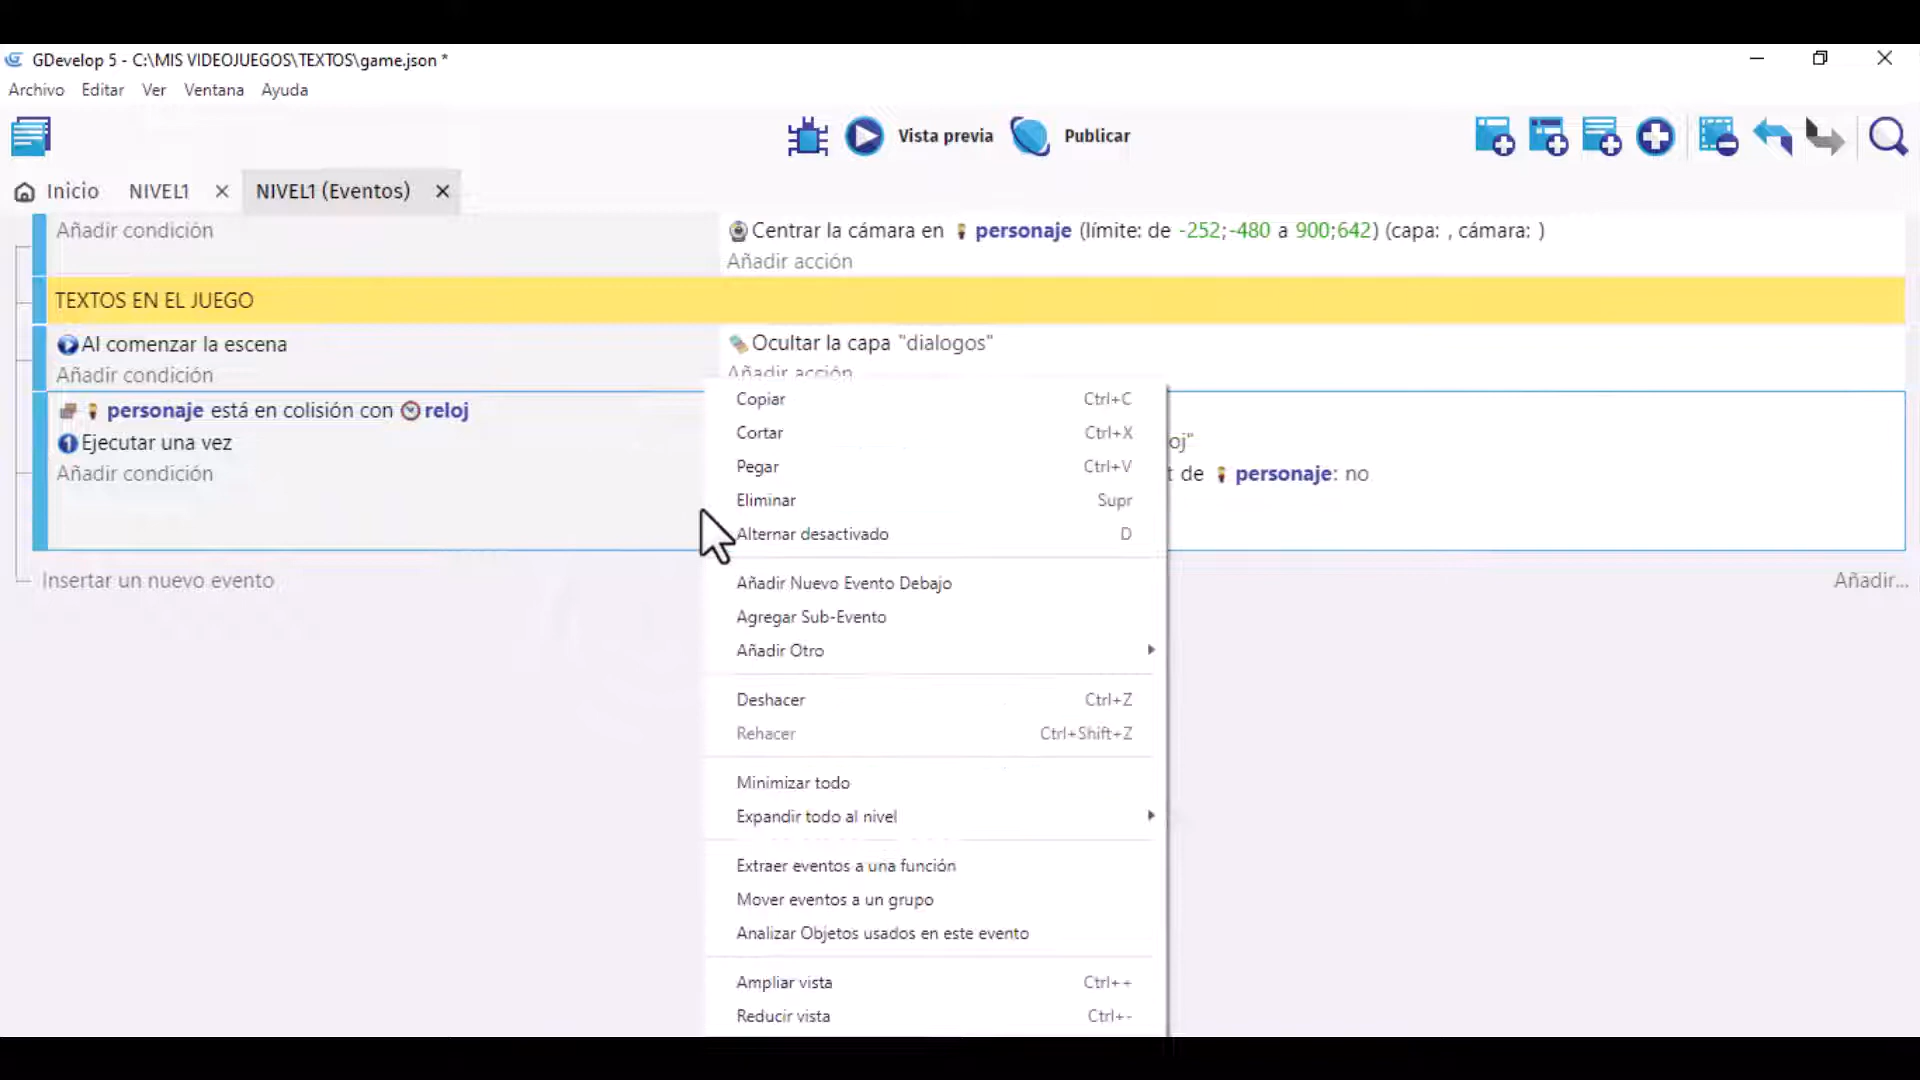 GDevelop 5 - C:\MIS VIDEOJUEGOS\TEXTOS\game.json *
Archivo Editar Ver Ventana Ayuda
Vista previa Publicar
Inicio NIVEL1 NIVEL1 (Eventos)
Añadir condición
Centrar la cámara en personaje (límite: de -252;-480 a 900;642) (capa: , cámara: )
Añadir acción
TEXTOS EN EL JUEGO
Al comenzar la escena
Ocultar la capa "dialogos"
Añadir condición
Añadir acción
personaje está en colisión con reloj
Ejecutar una vez
oj"
Añadir condición
t de personaje: no
Insertar un nuevo evento
Añadir...
Copiar Ctrl+C
Cortar Ctrl+X
Pegar Ctrl+V
Eliminar Supr
Alternar desactivado D
Añadir Nuevo Evento Debajo
Agregar Sub-Evento
Añadir Otro
Deshacer Ctrl+Z
Rehacer Ctrl+Shift+Z
Minimizar todo
Expandir todo al nivel
Extraer eventos a una función
Mover eventos a un grupo
Analizar Objetos usados en este evento
Ampliar vista Ctrl++
Reducir vista Ctrl+-